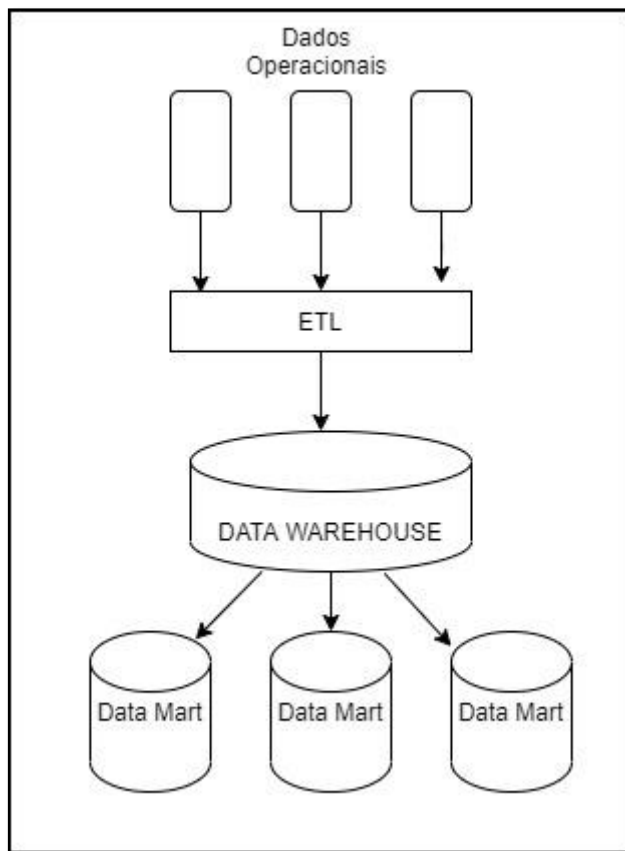 Dados
Operacionais
ETL
DATA WAREHOUSE
Data Mart
Data Mart
Data Mart